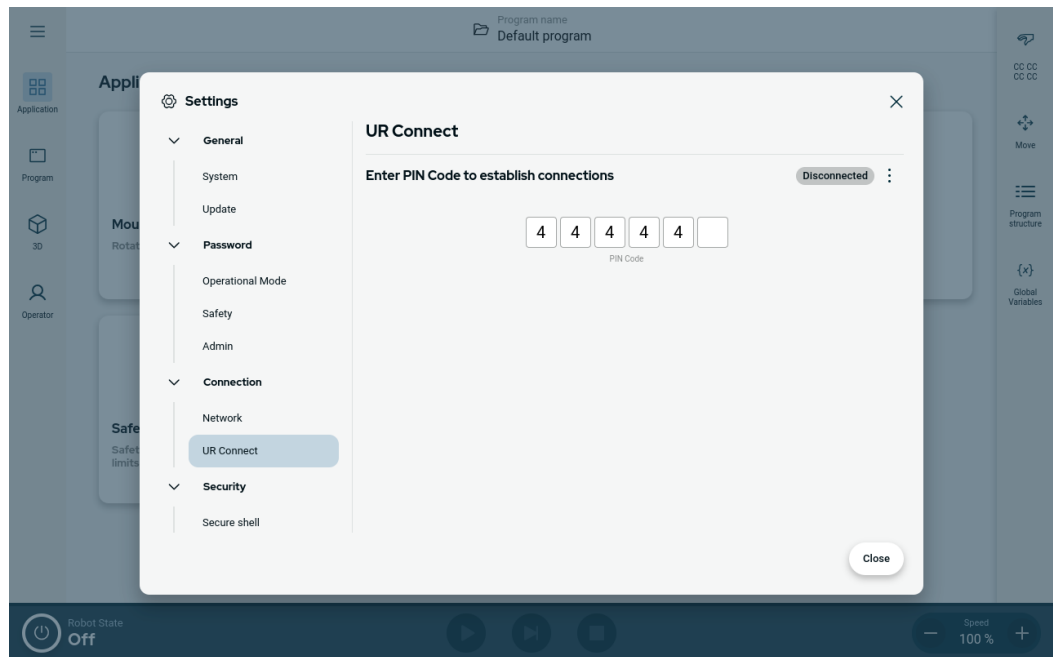 Program name
Default program
Application
Program
3D
Operator
Appli
Mou
Rotat
Safe
Safet
limits
Settings
General
System
Update
Password
Operational Mode
Safety
Admin
Connection
Network
UR Connect
Security
Secure shell
UR Connect
Enter PIN Code to establish connections
Disconnected
4 4 4 4 4
PIN Code
Close
CC CC
CC CC
Move
Program
structure
{x}
Global
Variables
Robot State
Off
Speed
100 %